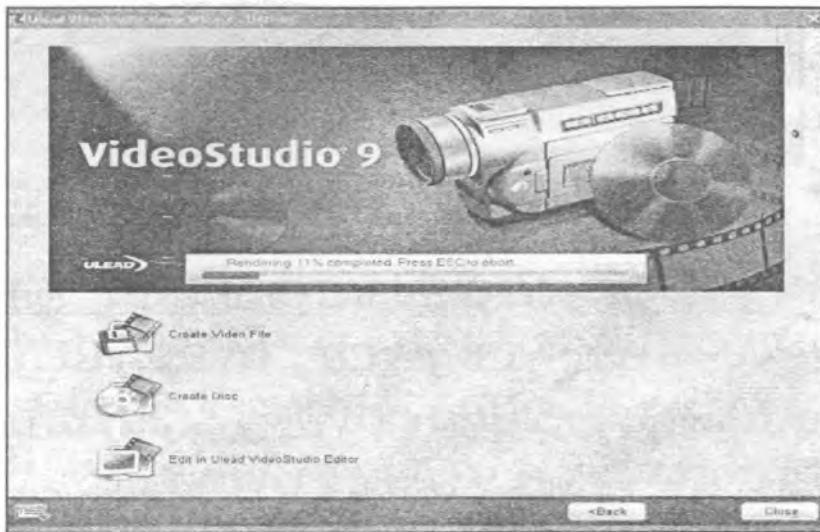 VideoStudio 9
ULEAD
Rendering: 11% completed. Press ESC to abort.
Create Video File
Create Disc
Edit in Ulead VideoStudio Editor
<Back
Close